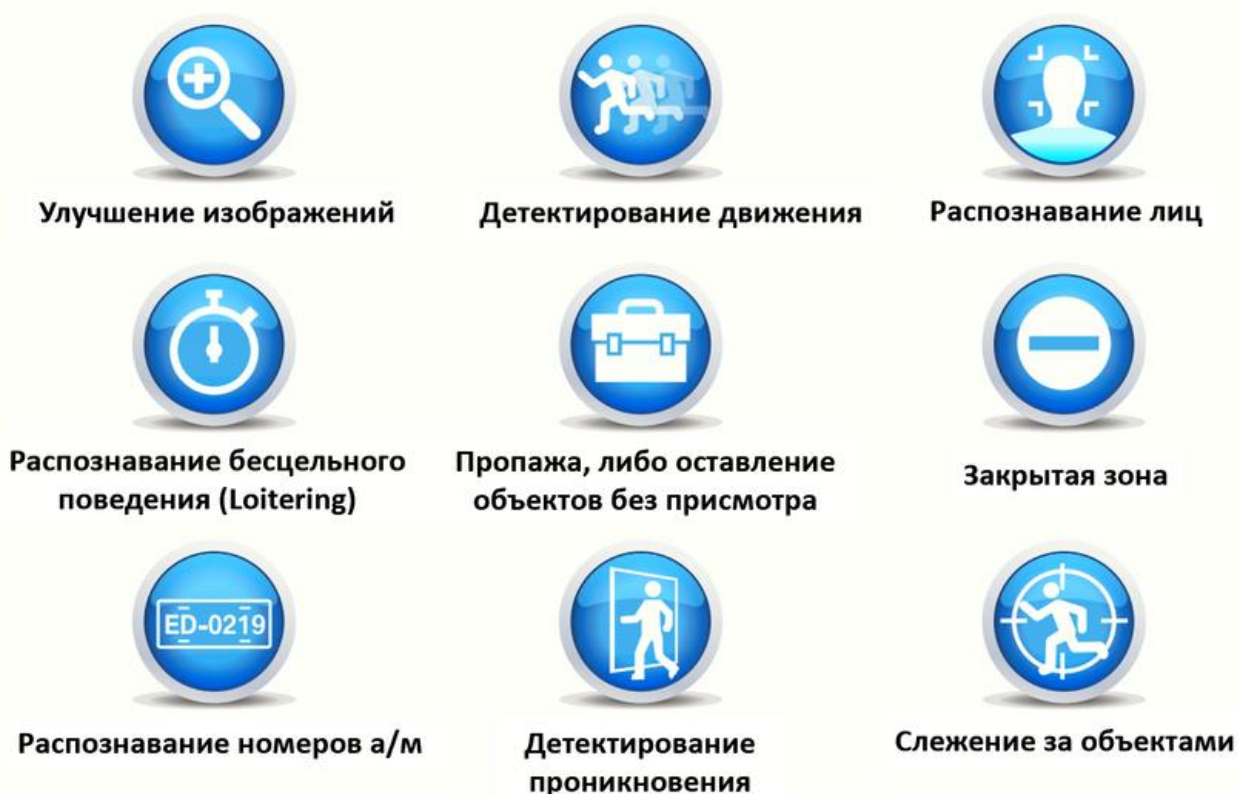 Улучшение изображений
Детектирование движения
Распознавание лиц
Распознавание бесцельного
поведения (Loitering)
Пропажа, либо оставление
объектов без присмотра
Закрытая зона
ED-0219
Распознавание номеров а/м
Детектирование
проникновения
Слежение за объектами